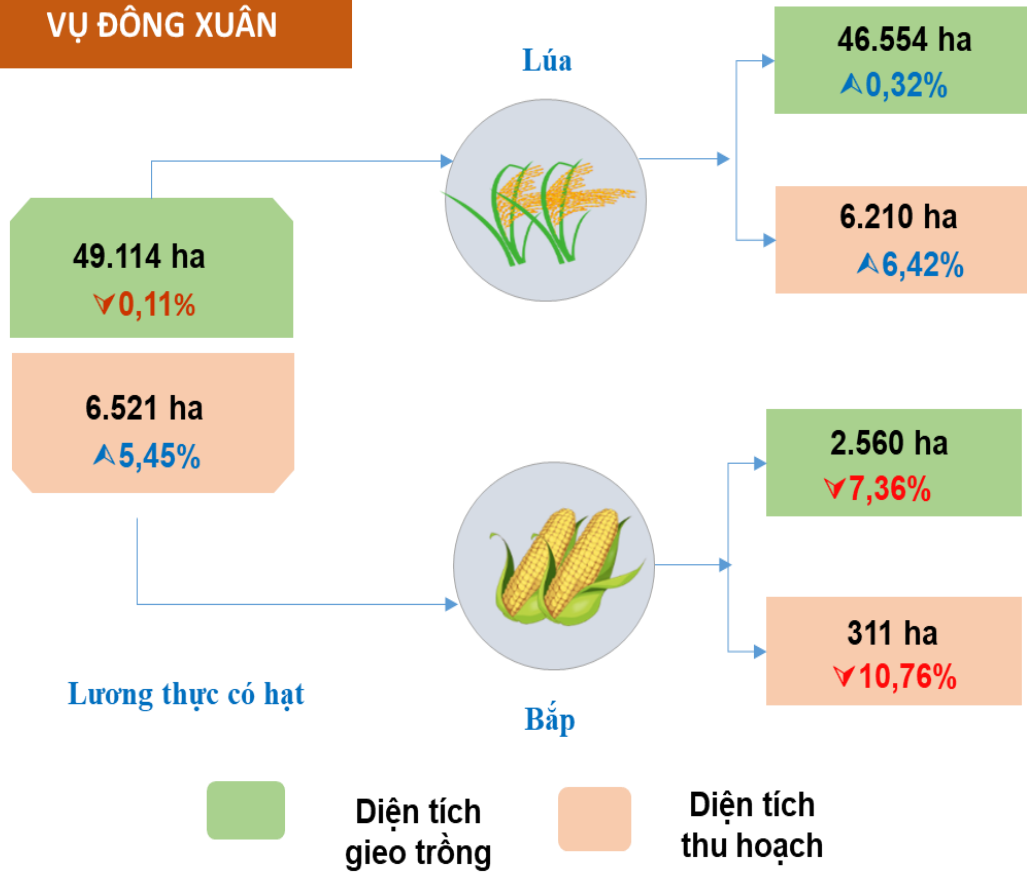 VỤ ĐÔNG XUÂN
49.114 ha
⮟0,11%
6.521 ha
⮝5,45%
Lương thực có hạt
Lúa
46.554 ha
⮝0,32%
6.210 ha
⮝6,42%
Bắp
2.560 ha
⮟7,36%
311 ha
⮟10,76%
Diện tích
gieo trồng
Diện tích
thu hoạch